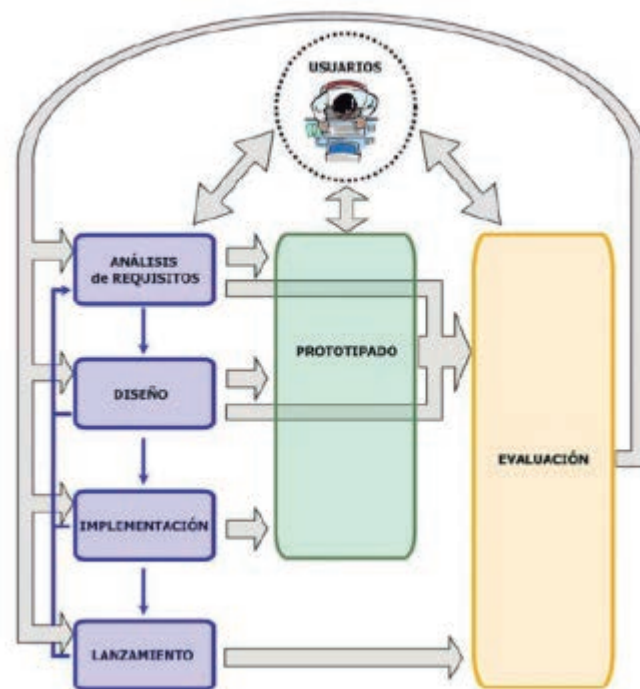 USUARIOS
ANÁLISIS
de REQUISITOS
PROTOTIPADO
DISEÑO
EVALUACIÓN
IMPLEMENTACIÓN
LANZAMIENTO